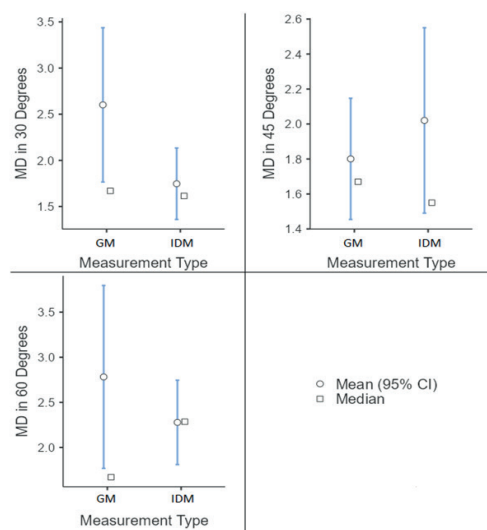 3.5
3.0
2.5
2.0
1.5
MD in 30 Degrees
GM IDM
Measurement Type
2.6
2.4
2.2
2.0
1.8
1.6
1.4
MD in 45 Degrees
GM IDM
Measurement Type
3.5
3.0
2.5
2.0
MD in 60 Degrees
GM IDM
Measurement Type
Mean (95% CI)
Median